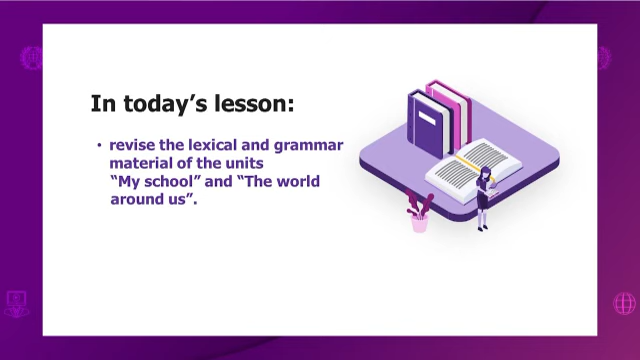 In today's lesson:
• revise the lexical and grammar
material of the units
“My school” and “The world
around us”.